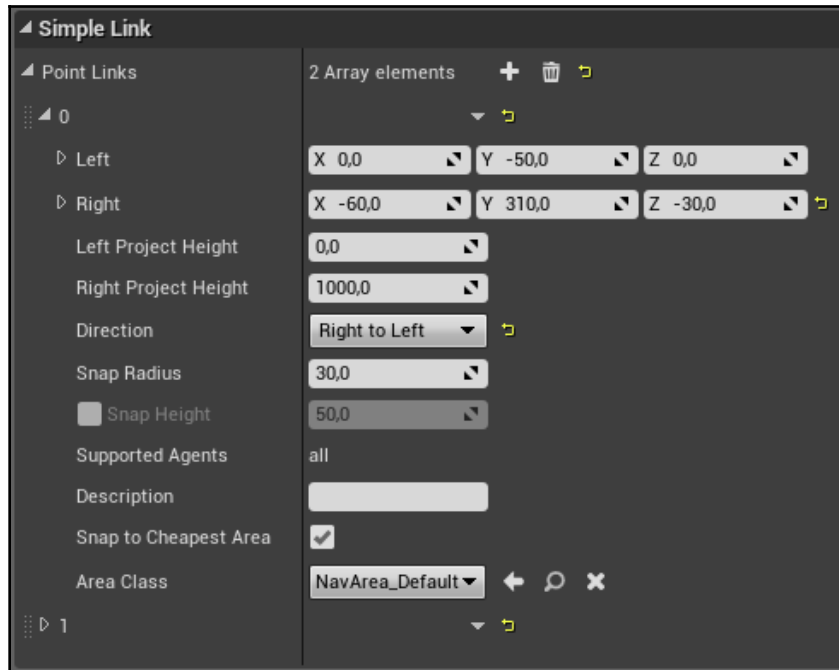 Simple Link
Point Links 2 Array elements
0
Left X 0,0 Y -50,0 Z 0,0
Right X -60,0 Y 310,0 Z -30,0
Left Project Height 0,0
Right Project Height 1000,0
Direction Right to Left
Snap Radius 30,0
Snap Height 50,0
Supported Agents all
Description
Snap to Cheapest Area
Area Class NavArea_Default
1